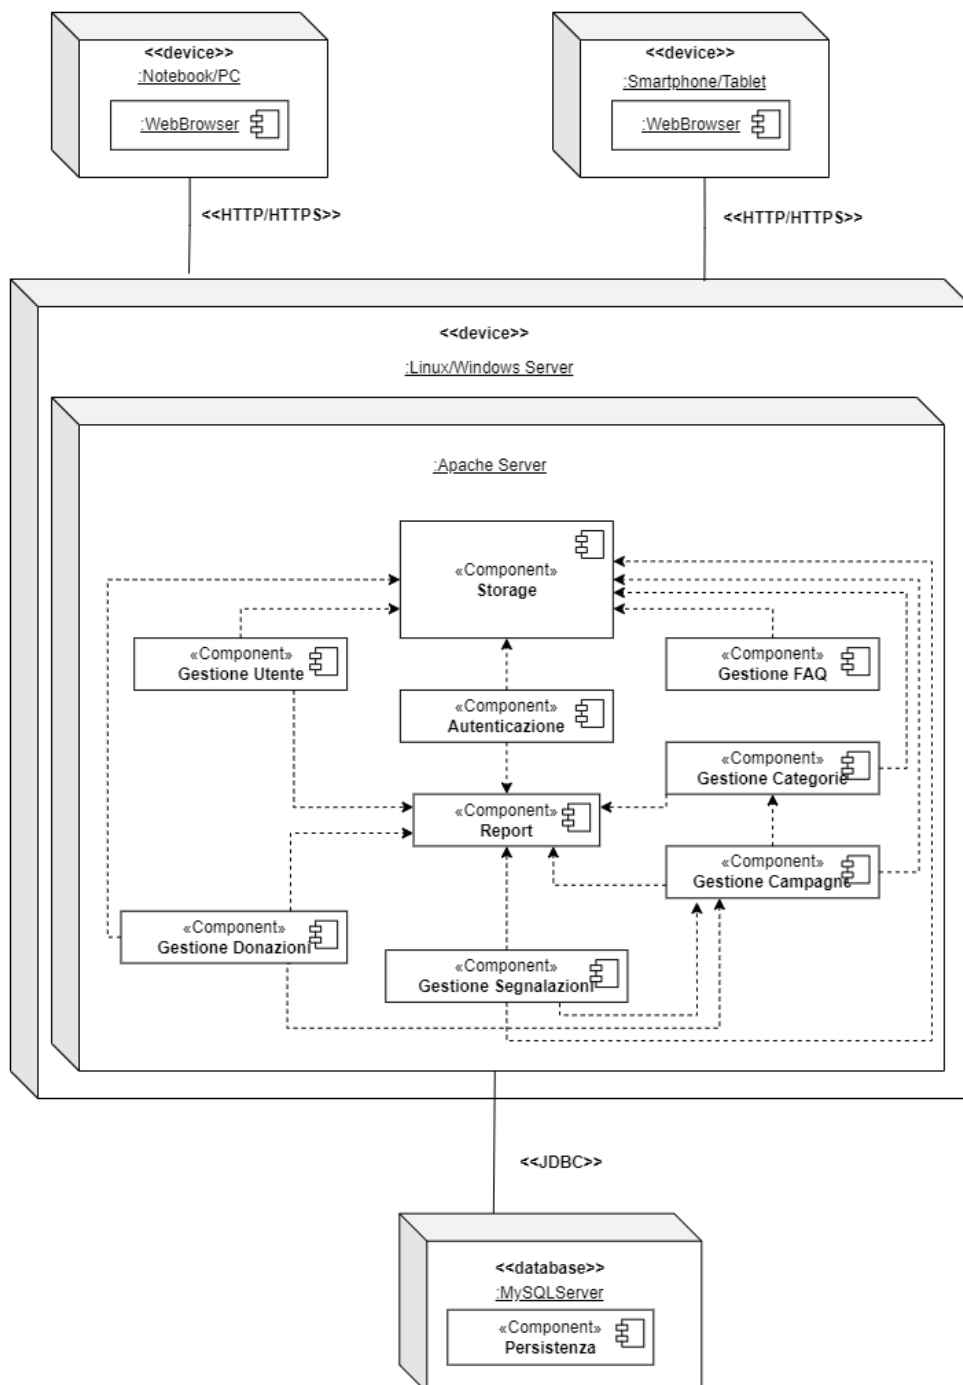 <<device>>
:Notebook/PC
:WebBrowser
<<device>>
:Smartphone/Tablet
:WebBrowser
<<HTTP/HTTPS>>
<<HTTP/HTTPS>>
<<device>>
:Linux/Windows Server
:Apache Server
«Component»
Storage
«Component»
Gestione Utente
«Component»
Gestione FAQ
«Component»
Autenticazione
«Component»
Gestione Categorie
«Component»
Report
«Component»
Gestione Campagne
«Component»
Gestione Donazioni
«Component»
Gestione Segnalazioni
<<JDBC>>
<<database>>
:MySQLServer
«Component»
Persistenza